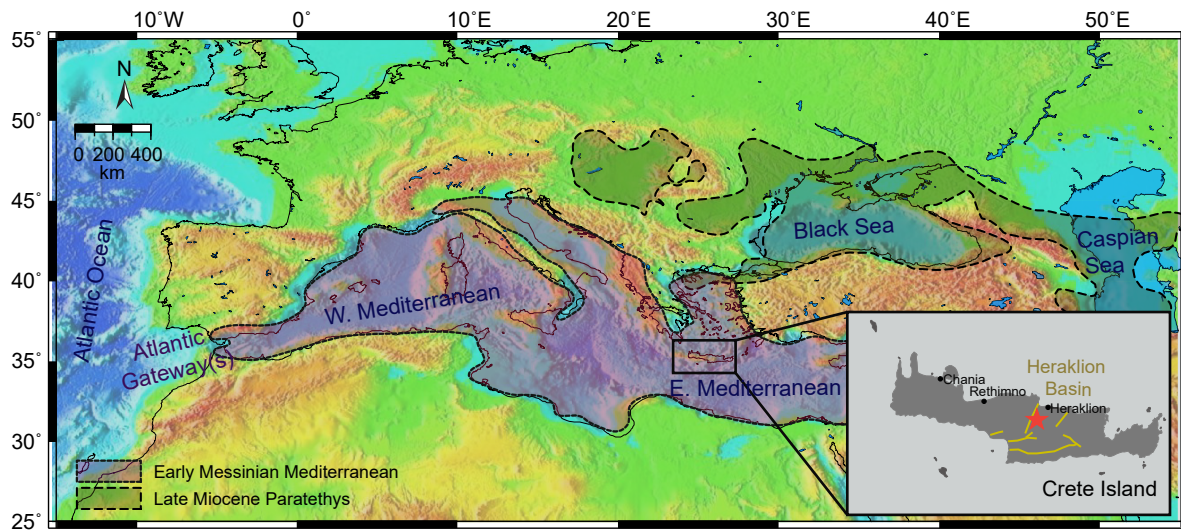 10°W 0° 10°E 20°E 30°E 40°E 50°E
55°
50°
45°
40°
35°
30°
25°
N
0 200 400
km
Atlantic Ocean
Atlantic
Gateway(s)
W. Mediterranean
E. Mediterranean
Black Sea
Caspian
Sea
Early Messinian Mediterranean
Late Miocene Paratethys
Heraklion
Basin
Chania
Rethimno
Heraklion
Crete Island